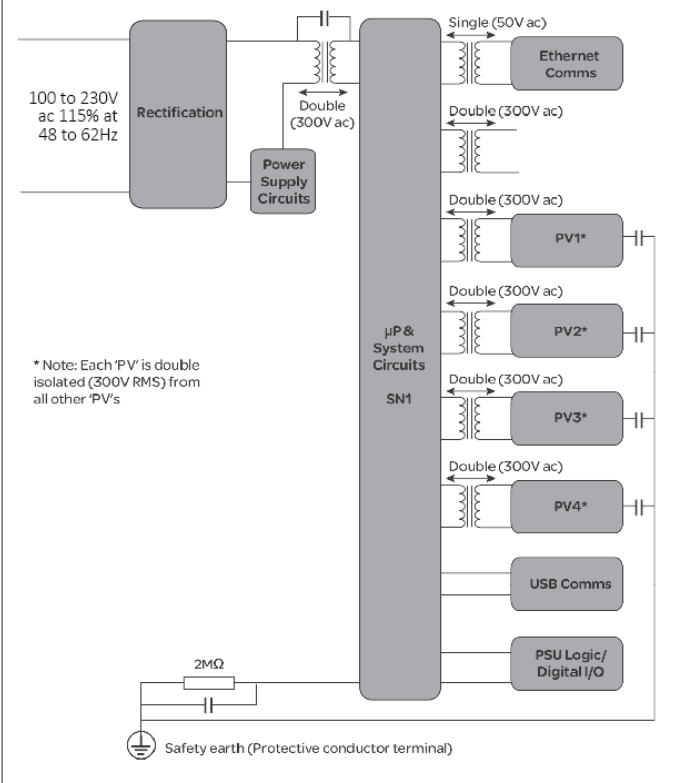 Single (50V ac)
Ethernet
Comms
100 to 230V
ac 115% at
48 to 62Hz
Rectification
Double
(300V ac)
Double (300V ac)
Power
Supply
Circuits
Double (300V ac)
PV1*
Double (300V ac)
PV2*
µP &
System
Circuits
SN1
* Note: Each ‘PV’ is double
isolated (300V RMS) from
all other ‘PV’s
Double (300V ac)
PV3*
Double (300V ac)
PV4*
USB Comms
PSU Logic/
Digital I/O
2MΩ
Safety earth (Protective conductor terminal)